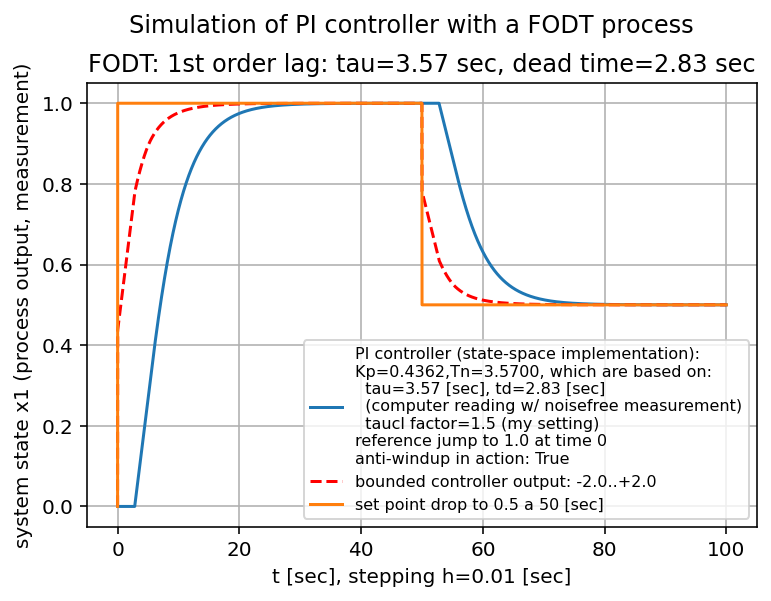 Simulation of PI controller with a FODT process
FODT: 1st order lag: tau=3.57 sec, dead time=2.83 sec
system state x1 (process output, measurement)
1.0
0.8
0.6
0.4
0.2
0.0
PI controller (state-space implementation):
Kp=0.4362,Tn=3.5700, which are based on:
tau=3.57 [sec], td=2.83 [sec]
(computer reading w/ noisefree measurement)
taucl factor=1.5 (my setting)
reference jump to 1.0 at time 0
anti-windup in action: True
bounded controller output: -2.0..+2.0
set point drop to 0.5 a 50 [sec]
0
20
40
60
80
100
t [sec], stepping h=0.01 [sec]